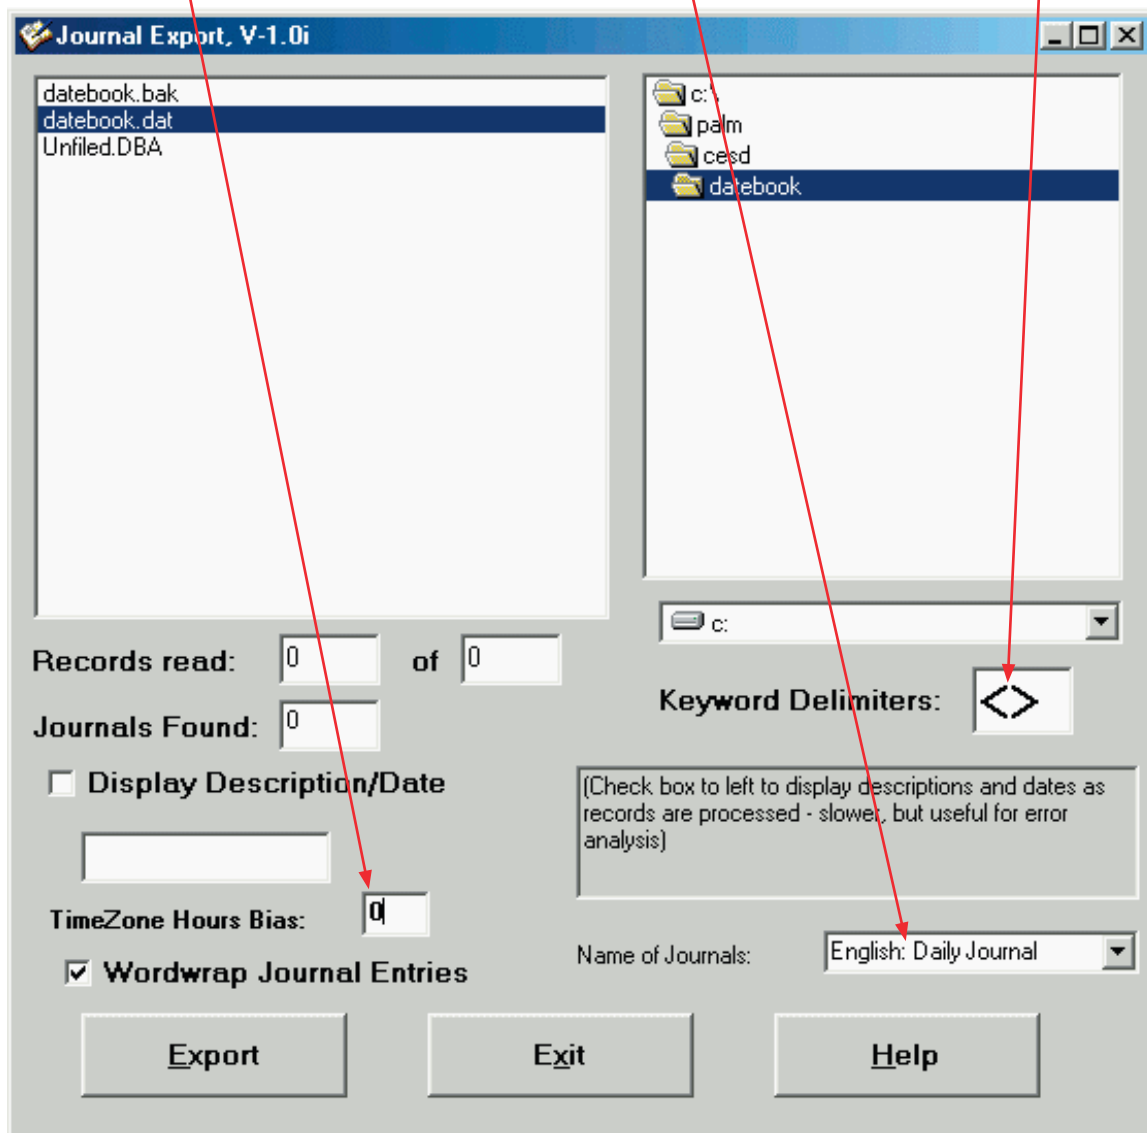 Journal Export, V-1.0i
datebook.bak
datebook.dat
Unfiled.DBA
c:\
palm
cesd
datebook
c:
Records read: 0 of 0
Journals Found: 0
Keyword Delimiters: <>
Display Description/Date
(Check box to left to display descriptions and dates as
records are processed - slower, but useful for error
analysis)
TimeZone Hours Bias: 0
Name of Journals: English: Daily Journal
Wordwrap Journal Entries
Export Exit Help